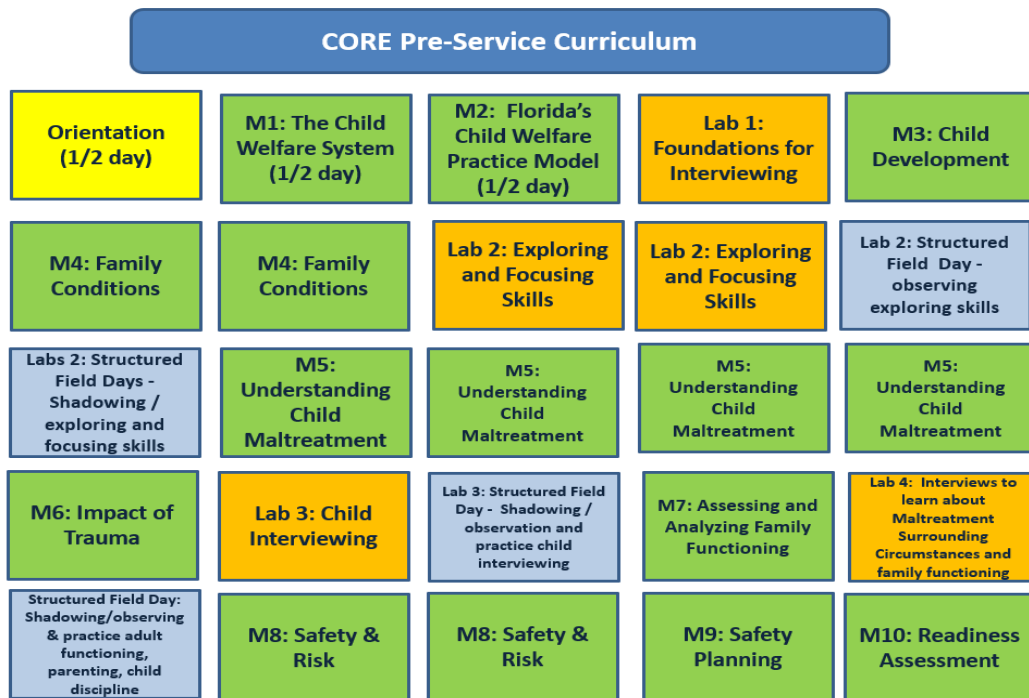 CORE Pre-Service Curriculum
Orientation
(1/2 day)
M1: The Child
Welfare System
(1/2 day)
M2: Florida's
Child Welfare
Practice Model
(1/2 day)
Lab 1:
Foundations for
Interviewing
M3: Child
Development
M4: Family
Conditions
M4: Family
Conditions
Lab 2: Exploring
and Focusing
Skills
Lab 2: Exploring
and Focusing
Skills
Lab 2: Structured
Field Day -
observing
exploring skills
Labs 2: Structured
Field Days -
Shadowing /
exploring and
focusing skills
M5:
Understanding
Child
Maltreatment
M5:
Understanding
Child
Maltreatment
M5:
Understanding
Child
Maltreatment
M5:
Understanding
Child
Maltreatment
M6: Impact of
Trauma
Lab 3: Child
Interviewing
Lab 3: Structured Field
Day - Shadowing /
observation and
practice child
interviewing
M7: Assessing and
Analyzing Family
Functioning
Lab 4: Interviews to
learn about
Maltreatment
Surrounding
Circumstances and
family functioning
Structured Field Day:
Shadowing/observing
& practice adult
functioning,
parenting, child
discipline
M8: Safety &
Risk
M8: Safety &
Risk
M9: Safety
Planning
M10: Readiness
Assessment